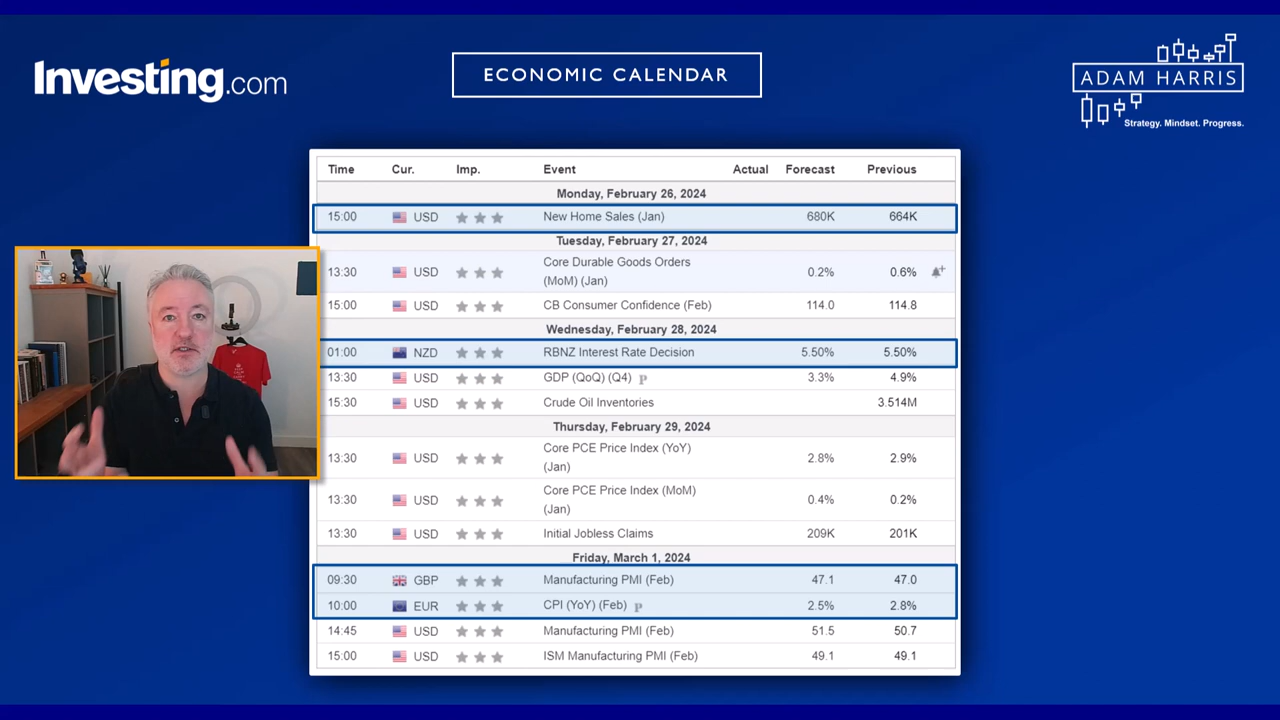 Investing.com
ECONOMIC CALENDAR
ADAM HARRIS
Strategy. Mindset. Progress.
Time Cur. Imp. Event Actual Forecast Previous
Monday, February 26, 2024
15:00 USD New Home Sales (Jan) 680K 664K
Tuesday, February 27, 2024
13:30 USD Core Durable Goods Orders (MoM) (Jan) 0.2% 0.6%
15:00 USD CB Consumer Confidence (Feb) 114.0 114.8
Wednesday, February 28, 2024
01:00 NZD RBNZ Interest Rate Decision 5.50% 5.50%
13:30 USD GDP (QoQ) (Q4) P 3.3% 4.9%
15:30 USD Crude Oil Inventories 3.514M
Thursday, February 29, 2024
13:30 USD Core PCE Price Index (YoY) (Jan) 2.8% 2.9%
13:30 USD Core PCE Price Index (MoM) (Jan) 0.4% 0.2%
13:30 USD Initial Jobless Claims 209K 201K
Friday, March 1, 2024
09:30 GBP Manufacturing PMI (Feb) 47.1 47.0
10:00 EUR CPI (YoY) (Feb) P 2.5% 2.8%
14:45 USD Manufacturing PMI (Feb) 51.5 50.7
15:00 USD ISM Manufacturing PMI (Feb) 49.1 49.1